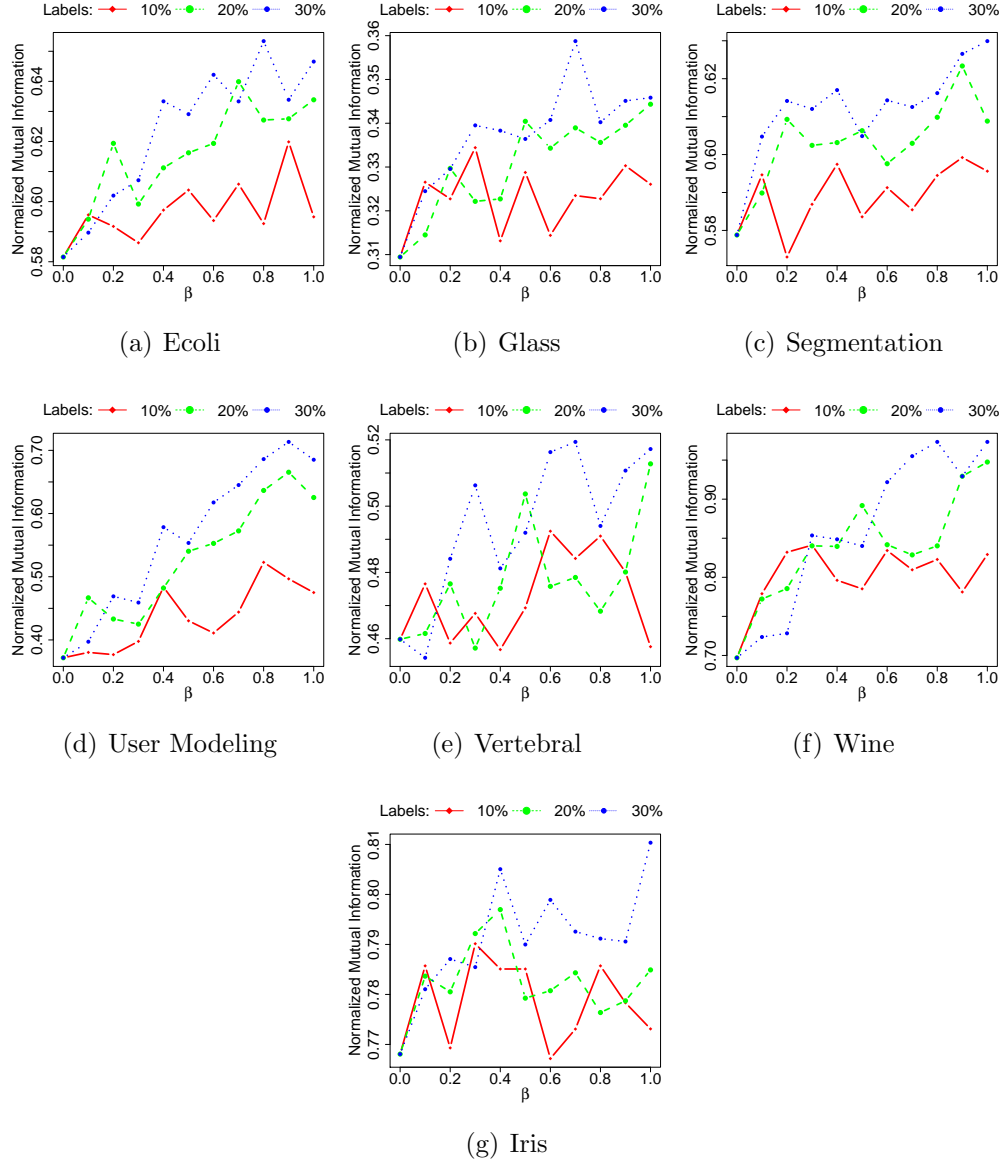 Labels: 10% 20% 30% Labels: 10% 20% 30% Labels: 10% 20% 30%
Normalized Mutual Information
0.58 0.60 0.62 0.64
0.0 0.2 0.4 0.6 0.8 1.0
β
Normalized Mutual Information
0.31 0.32 0.33 0.34 0.35 0.36
0.0 0.2 0.4 0.6 0.8 1.0
β
Normalized Mutual Information
0.58 0.60 0.62
0.0 0.2 0.4 0.6 0.8 1.0
β
(a) Ecoli
(b) Glass
(c) Segmentation
Labels: 10% 20% 30% Labels: 10% 20% 30% Labels: 10% 20% 30%
Normalized Mutual Information
0.40 0.50 0.60 0.70
0.0 0.2 0.4 0.6 0.8 1.0
β
Normalized Mutual Information
0.46 0.48 0.50 0.52
0.0 0.2 0.4 0.6 0.8 1.0
β
Normalized Mutual Information
0.70 0.80 0.90
0.0 0.2 0.4 0.6 0.8 1.0
β
(d) User Modeling
(e) Vertebral
(f) Wine
Labels: 10% 20% 30%
Normalized Mutual Information
0.77 0.78 0.79 0.80 0.81
0.0 0.2 0.4 0.6 0.8 1.0
β
(g) Iris